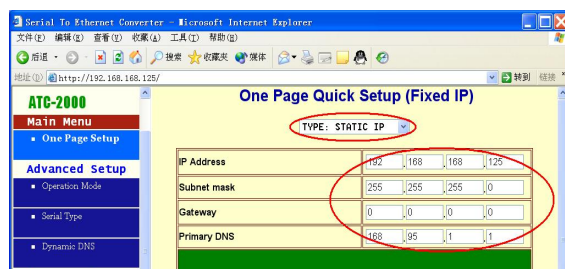 Serial To Ethernet Converter - Microsoft Internet Explorer
文件(F) 编辑(E) 查看(V) 收藏(A) 工具(T) 帮助(H)
后退 搜索 收藏夹 媒体
地址(D) http://192.168.168.125/ 转到 链接 »
ATC-2000
Main Menu
One Page Setup
Advanced Setup
Operation Mode
Serial Type
Dynamic DNS
One Page Quick Setup (Fixed IP)
TYPE: STATIC IP
IP Address 192 .168 .168 .125
Subnet mask 255 .255 .255 .0
Gateway 0 .0 .0 .0
Primary DNS 168 .95 .1 .1